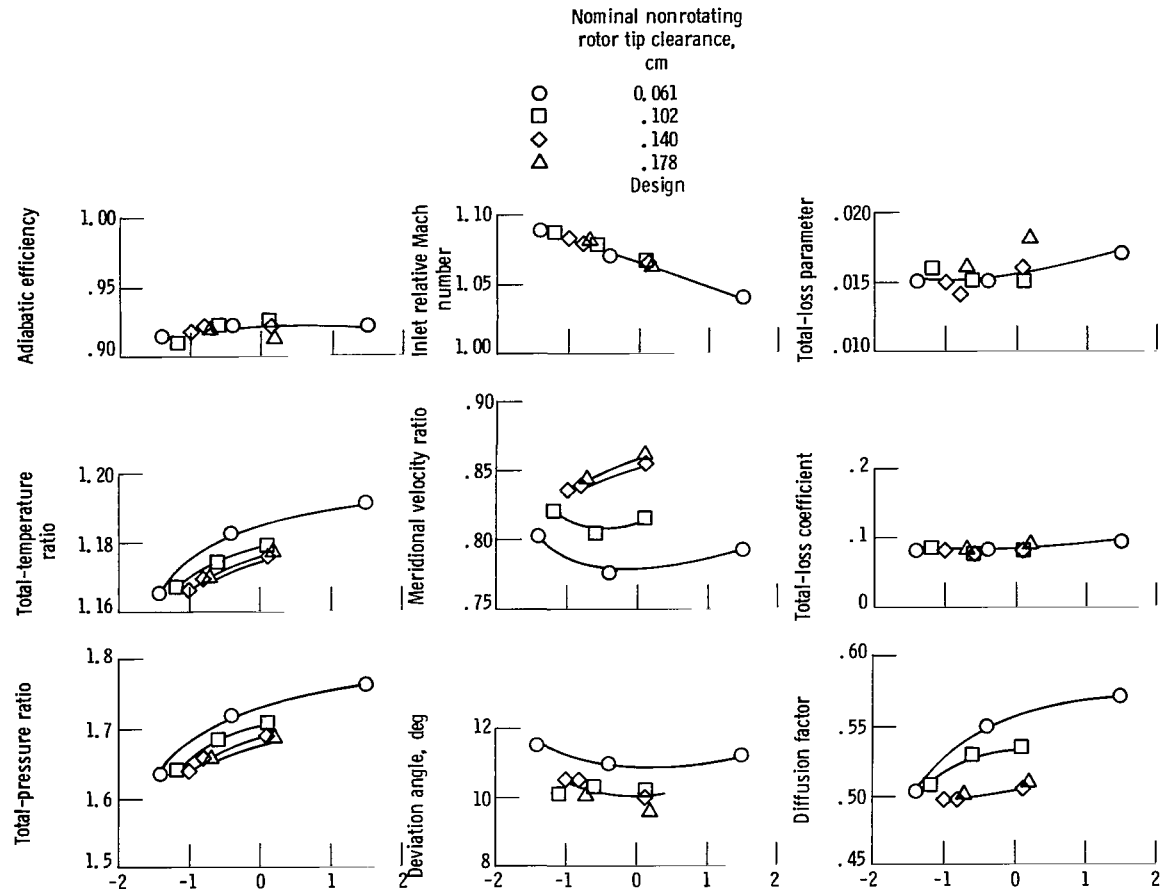 Nominal nonrotating
rotor tip clearance,
cm
0.061
.102
.140
.178
Design
Adiabatic efficiency
1.00
.95
.90
Inlet relative Mach
number
1.10
1.05
1.00
Total-loss parameter
.020
.015
.010
Total-temperature
ratio
1.20
1.18
1.16
Meridional velocity ratio
.90
.85
.80
.75
Total-loss coefficient
.2
.1
0
Total-pressure ratio
1.8
1.7
1.6
1.5
-2 -1 0 1 2
Deviation angle, deg
12
10
8
-2 -1 0 1 2
Diffusion factor
.60
.55
.50
.45
-2 -1 0 1 2